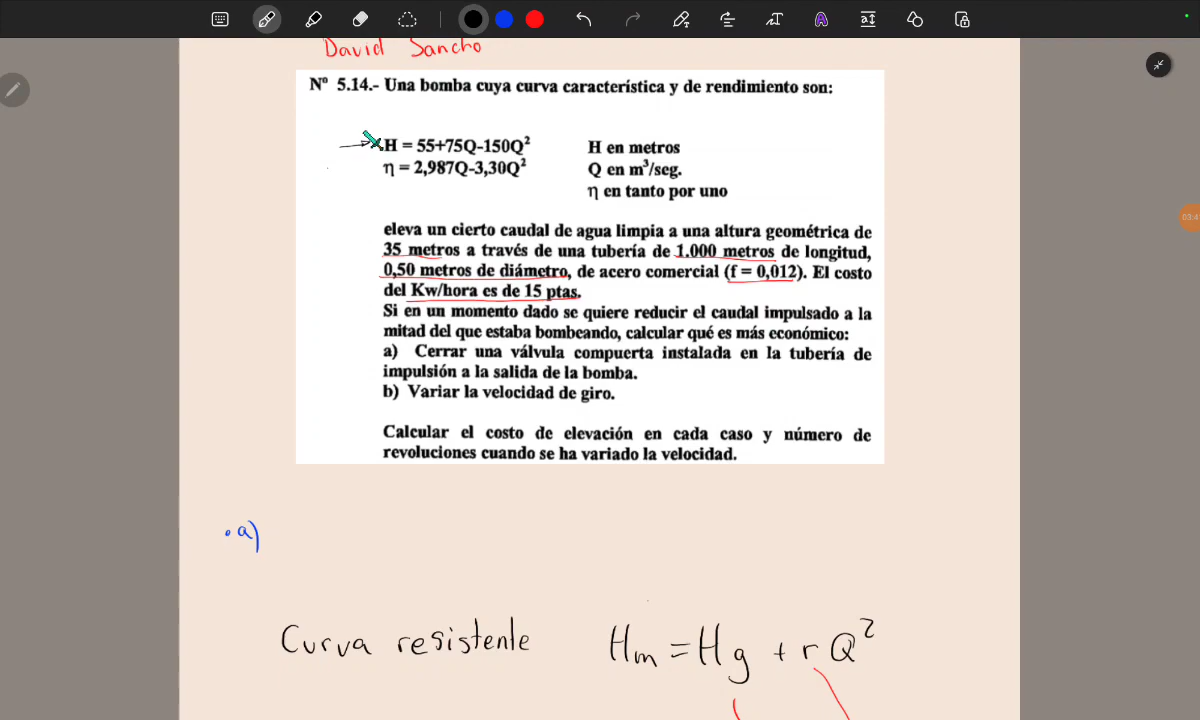 David Sancho
Nº 5.14.- Una bomba cuya curva característica y de rendimiento son:
H = 55+75Q-150Q²
H en metros
η = 2,987Q-3,30Q²
Q en m³/seg.
η en tanto por uno
eleva un cierto caudal de agua limpia a una altura geométrica de
35 metros a través de una tubería de 1.000 metros de longitud,
0,50 metros de diámetro, de acero comercial (f = 0,012). El costo
del Kw/hora es de 15 ptas.
Si en un momento dado se quiere reducir el caudal impulsado a la
mitad del que estaba bombeando, calcular qué es más económico:
a) Cerrar una válvula compuerta instalada en la tubería de
impulsión a la salida de la bomba.
b) Variar la velocidad de giro.
Calcular el costo de elevación en cada caso y número de
revoluciones cuando se ha variado la velocidad.
a)
Curva resistente Hm = Hg + rQ²